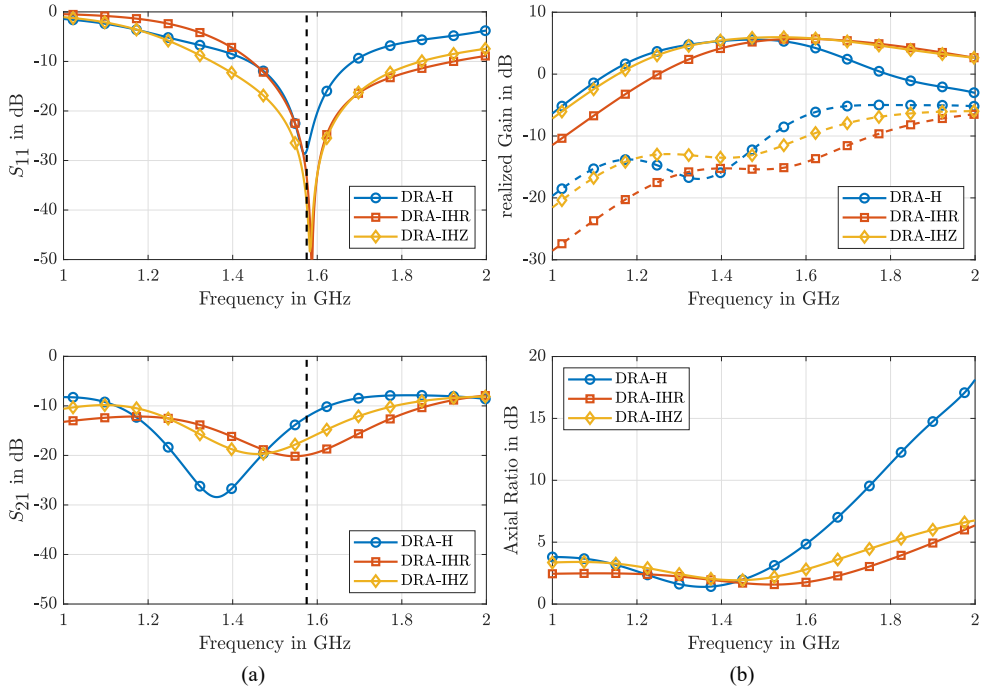 0
-10
-20
-30
-40
-50
S11 in dB
DRA-H
DRA-IHR
DRA-IHZ
1
1.2
1.4
1.6
1.8
2
Frequency in GHz
10
0
-10
-20
-30
realized Gain in dB
DRA-H
DRA-IHR
DRA-IHZ
1
1.2
1.4
1.6
1.8
2
Frequency in GHz
0
-10
-20
-30
-40
-50
S21 in dB
DRA-H
DRA-IHR
DRA-IHZ
1
1.2
1.4
1.6
1.8
2
Frequency in GHz
(a)
20
15
10
5
0
Axial Ratio in dB
DRA-H
DRA-IHR
DRA-IHZ
1
1.2
1.4
1.6
1.8
2
Frequency in GHz
(b)